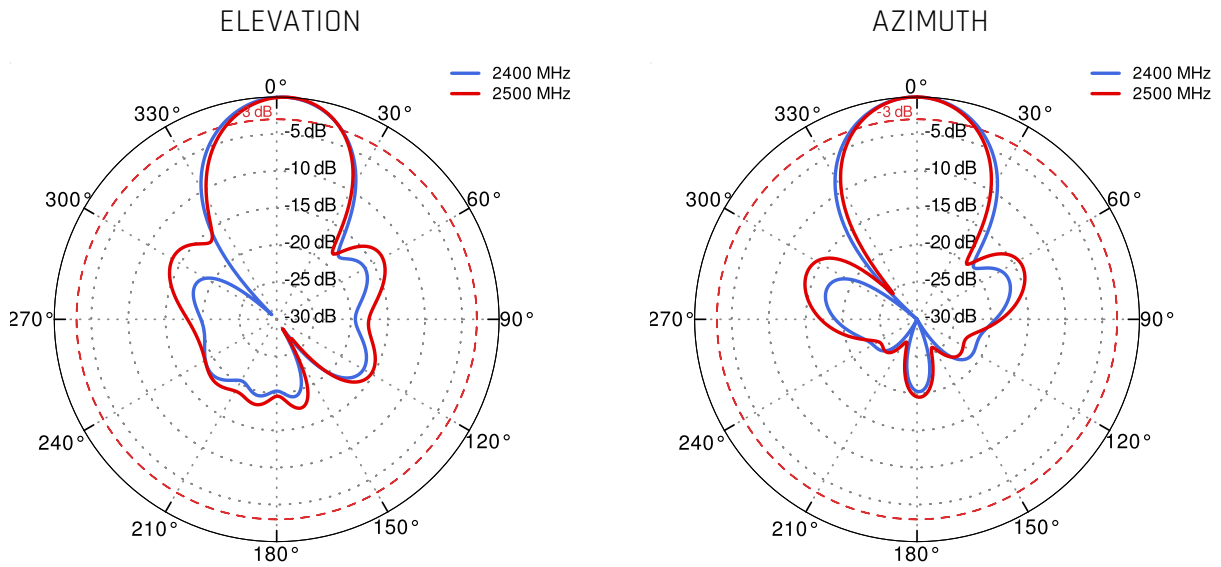 ELEVATION
2400 MHz
2500 MHz
0°
330°
30°
3 dB
-5 dB
-10 dB
300°
60°
-15 dB
-20 dB
-25 dB
270°
-30 dB
90°
240°
120°
210°
150°
180°
AZIMUTH
2400 MHz
2500 MHz
0°
330°
30°
-3 dB
-5 dB
-10 dB
300°
60°
-15 dB
-20 dB
-25 dB
270°
-30 dB
90°
240°
120°
210°
150°
180°